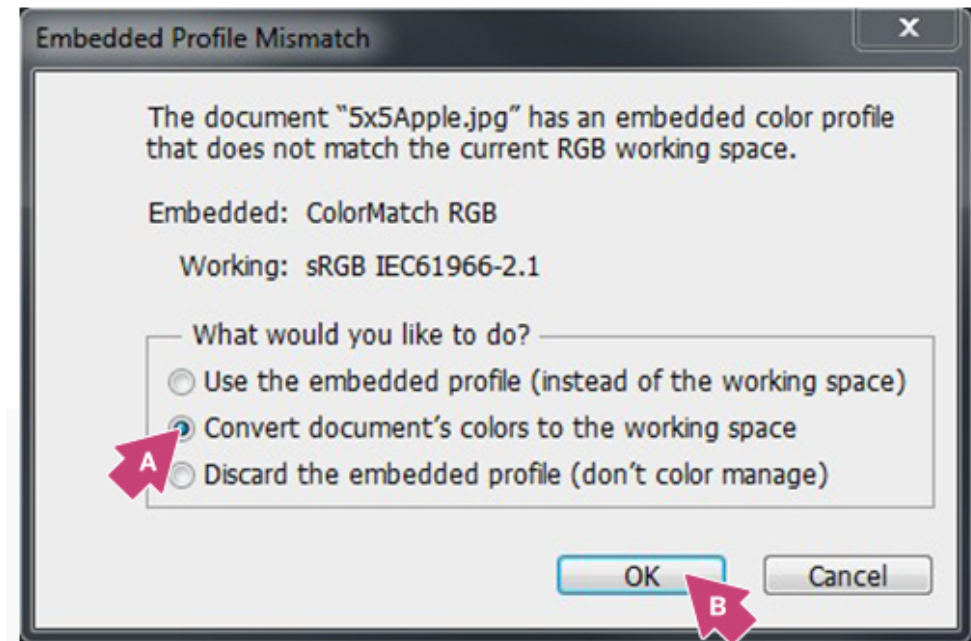 Embedded Profile Mismatch
x
The document “5x5Apple.jpg” has an embedded color profile
that does not match the current RGB working space.
Embedded: ColorMatch RGB
Working: sRGB IEC61966-2.1
What would you like to do?
Use the embedded profile (instead of the working space)
Convert document’s colors to the working space
A
Discard the embedded profile (don’t color manage)
OK Cancel
B